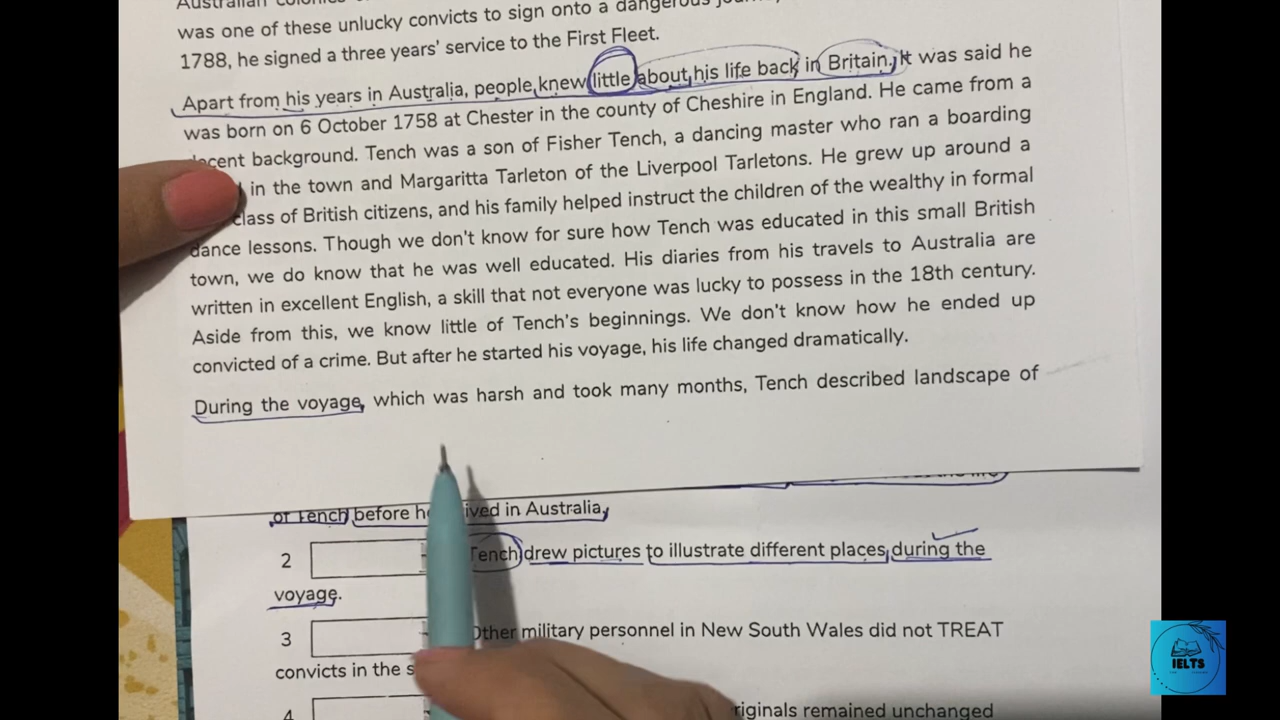 Australian colonies
was one of these unlucky convicts to sign onto a dangerous
1788, he signed a three years' service to the First Fleet.
Apart from his years in Australia, people knew little about his life back in Britain. It was said he
was born on 6 October 1758 at Chester in the county of Cheshire in England. He came from a
background. Tench was a son of Fisher Tench, a dancing master who ran a boarding
in the town and Margaritta Tarleton of the Liverpool Tarletons. He grew up around a
class of British citizens, and his family helped instruct the children of the wealthy in formal
dance lessons. Though we don't know for sure how Tench was educated in this small British
town, we do know that he was well educated. His diaries from his travels to Australia are
written in excellent English, a skill that not everyone was lucky to possess in the 18th century.
Aside from this, we know little of Tench's beginnings. We don't know how he ended up
convicted of a crime. But after he started his voyage, his life changed dramatically.
During the voyage, which was harsh and took many months, Tench described landscape of
of Tench before in Australia,
2 Tench drew pictures to illustrate different places during the
voyage.
3 Other military personnel in New South Wales did not TREAT
convicts in the
4 remained unchanged
IELTS